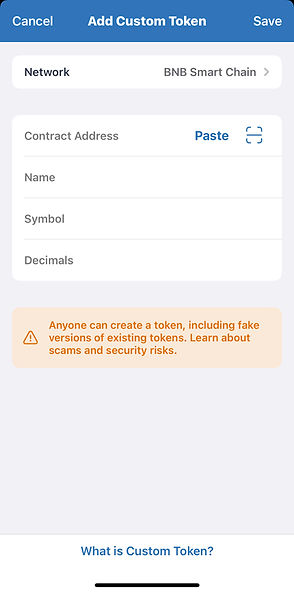 Cancel Add Custom Token Save
Network BNB Smart Chain
Contract Address Paste
Name
Symbol
Decimals
Anyone can create a token, including fake
versions of existing tokens. Learn about
scams and security risks.
What is Custom Token?